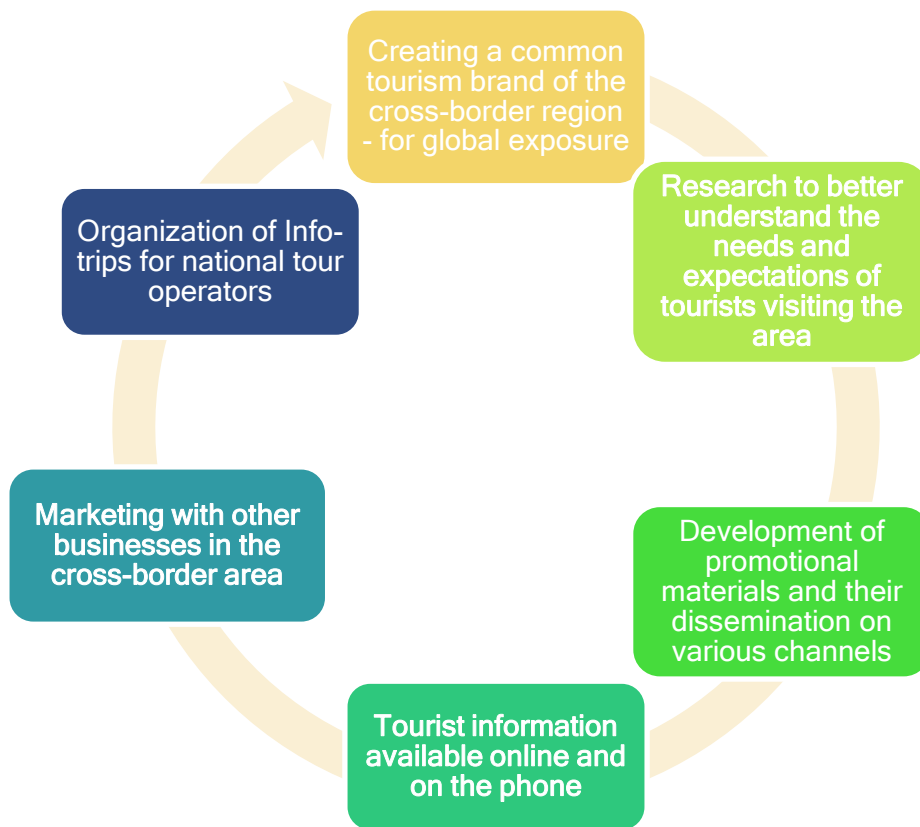 Creating a common
tourism brand of the
cross-border region
- for global exposure
Research to better
understand the
needs and
expectations of
tourists visiting the
area
Development of
promotional
materials and their
dissemination on
various channels
Tourist information
available online and
on the phone
Marketing with other
businesses in the
cross-border area
Organization of Info-
trips for national tour
operators